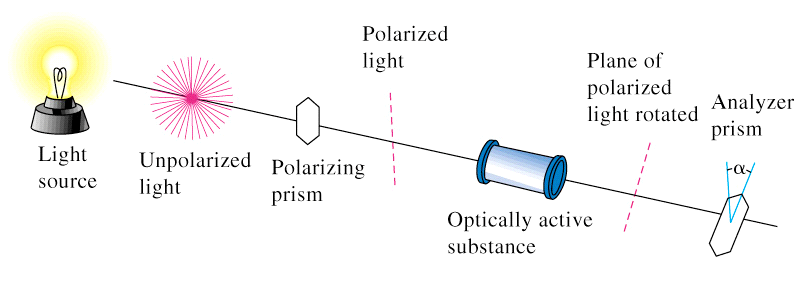 Light
source
Unpolarized
light
Polarizing
prism
Polarized
light
Optically active
substance
Plane of
polarized
light rotated
Analyzer
prism
α